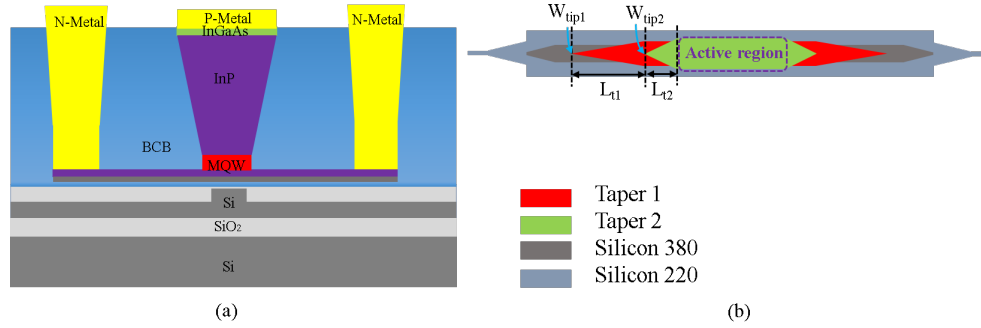 N-Metal
P-Metal
N-Metal
InGaAs
InP
BCB
MQW
Si
SiO2
Si
(a)
Wtip1
Wtip2
Active region
Lt1
Lt2
Taper 1
Taper 2
Silicon 380
Silicon 220
(b)